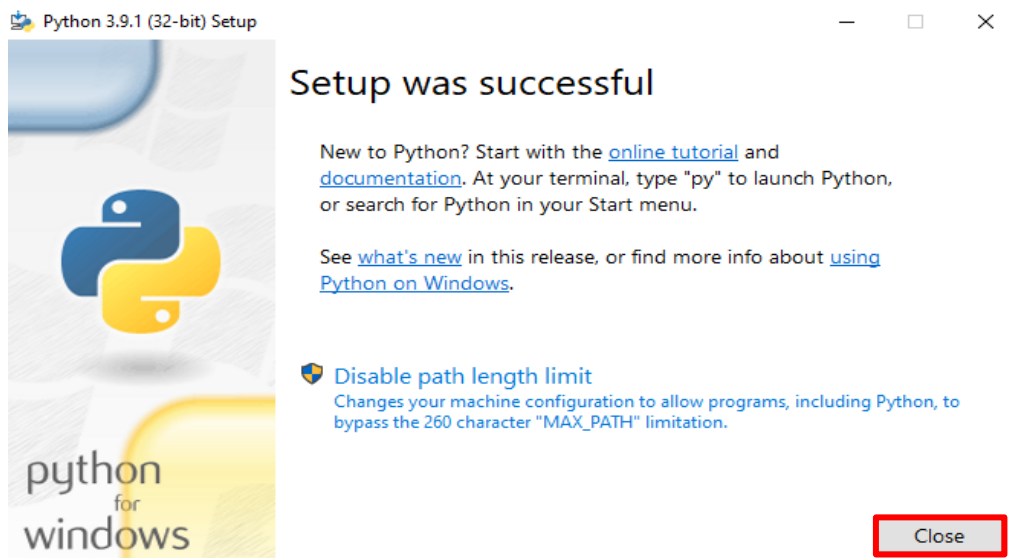 Python 3.9.1 (32-bit) Setup
Setup was successful
New to Python? Start with the online tutorial and
documentation. At your terminal, type "py" to launch Python,
or search for Python in your Start menu.
See what's new in this release, or find more info about using
Python on Windows.
Disable path length limit
Changes your machine configuration to allow programs, including Python, to
bypass the 260 character "MAX_PATH" limitation.
python
for
windows
Close